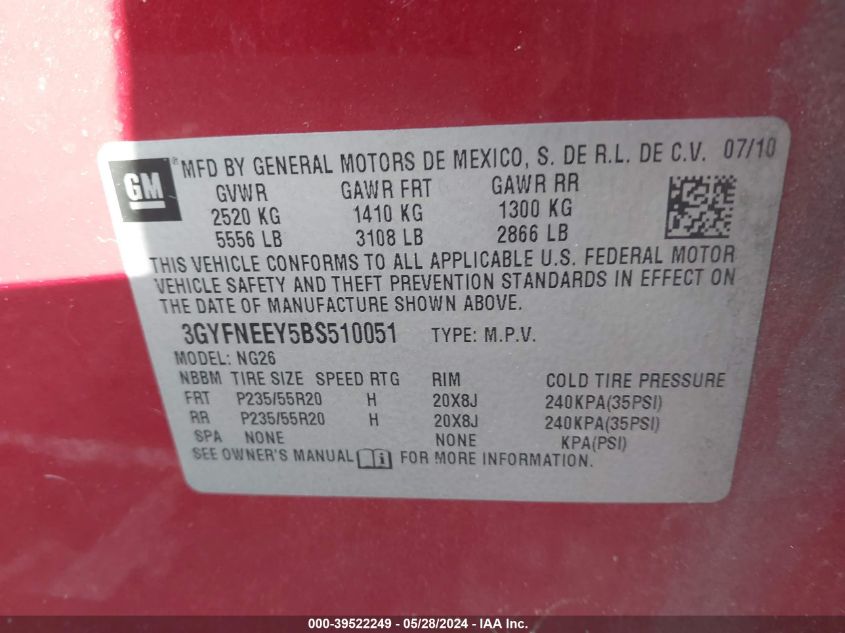 GM ® MFD BY GENERAL MOTORS DE MEXICO, S. DE R.L. DE C.V. 07/10
GVWR GAWR FRT GAWR RR
2520 KG 1410 KG 1300 KG
5556 LB 3108 LB 2866 LB
THIS VEHICLE CONFORMS TO ALL APPLICABLE U.S. FEDERAL MOTOR
VEHICLE SAFETY AND THEFT PREVENTION STANDARDS IN EFFECT ON
THE DATE OF MANUFACTURE SHOWN ABOVE.
3GYFNEEY5BS510051 TYPE: M.P.V.
MODEL: NG26
NBBM TIRE SIZE SPEED RTG RIM COLD TIRE PRESSURE
FRT P235/55R20 H 20X8J 240KPA(35PSI)
RR P235/55R20 H 20X8J 240KPA(35PSI)
SPA NONE NONE KPA(PSI)
SEE OWNER'S MANUAL FOR MORE INFORMATION.
000-39522249 - 05/28/2024 - IAAI.com